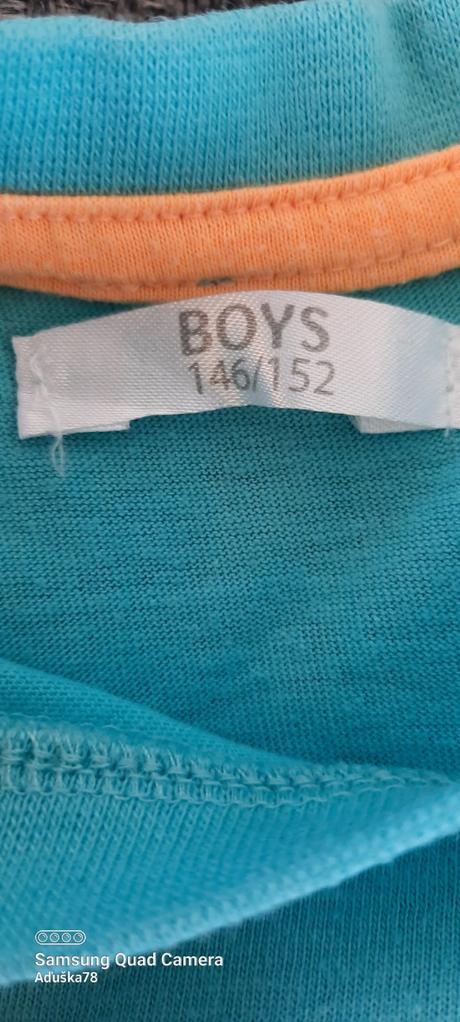 BOYS
146/152
Samsung Quad Camera
Aduška78